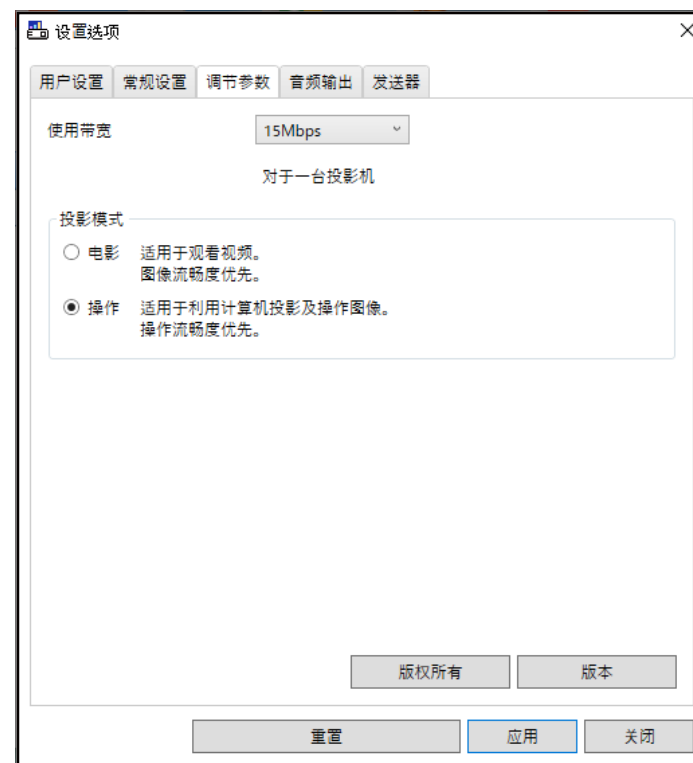 设置选项
用户设置 常规设置 调节参数 音频输出 发送器
使用带宽 15Mbps
对于一台投影机
投影模式
电影 适用于观看视频。
图像流畅度优先。
操作 适用于利用计算机投影及操作图像。
操作流畅度优先。
版权所有 版本
重置 应用 关闭